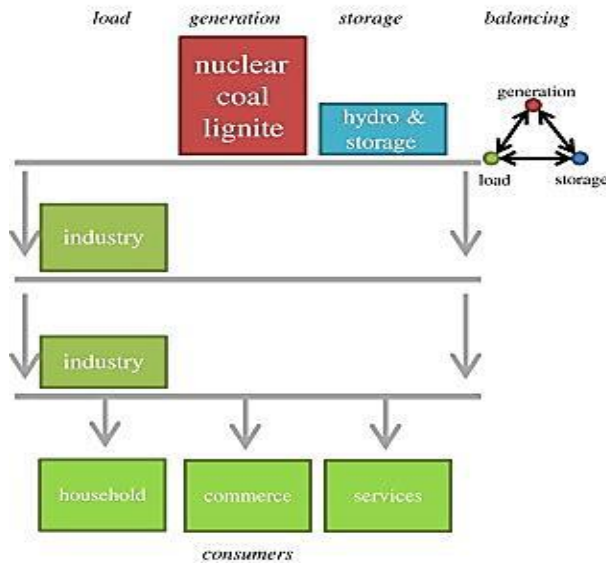 load generation storage balancing
nuclear
coal
lignite
hydro &
storage
generation
load storage
industry
industry
household commerce services
consumers